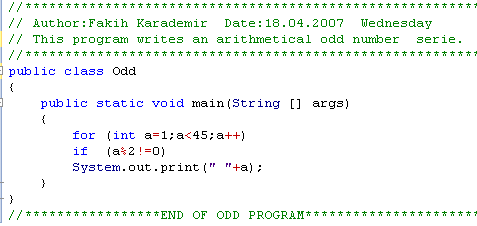 //*********************************************************
// Author:Fakih Karademir  Date:18.04.2007  Wednesday
// This program writes an arithmetical odd number  serie.
//*********************************************************
public class Odd
{
    public static void main(String [] args)
    {
        for (int a=1;a<45;a++)
        if  (a%2!=0)
        System.out.print(" "+a);
    }
}
//*****************END OF ODD PROGRAM**********************